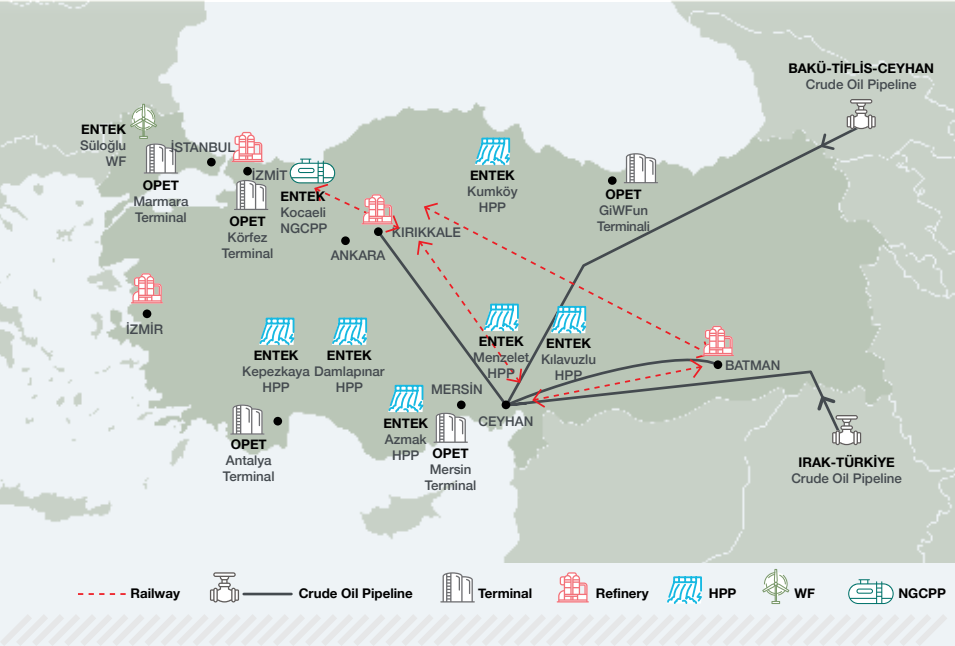 BAKÜ-TİFLİS-CEYHAN
Crude Oil Pipeline
ENTEK
Süloğlu
WF
İSTANBUL
OPET
Marmara
Terminal
İZMİT
OPET
Körfez
Terminal
ENTEK
Kocaeli
NGCPP
ENTEK
Kumköy
HPP
OPET
GiWFun
Terminali
KIRIKKALE
ANKARA
İZMİR
ENTEK
Kepezkaya
HPP
ENTEK
Damlapınar
HPP
ENTEK
Menzelet
HPP
ENTEK
Kılavuzlu
HPP
BATMAN
MERSİN
CEYHAN
ENTEK
Azmak
HPP
OPET
Mersin
Terminal
OPET
Antalya
Terminal
IRAK-TÜRKİYE
Crude Oil Pipeline
Railway
Crude Oil Pipeline
Terminal
Refinery
HPP
WF
NGCPP